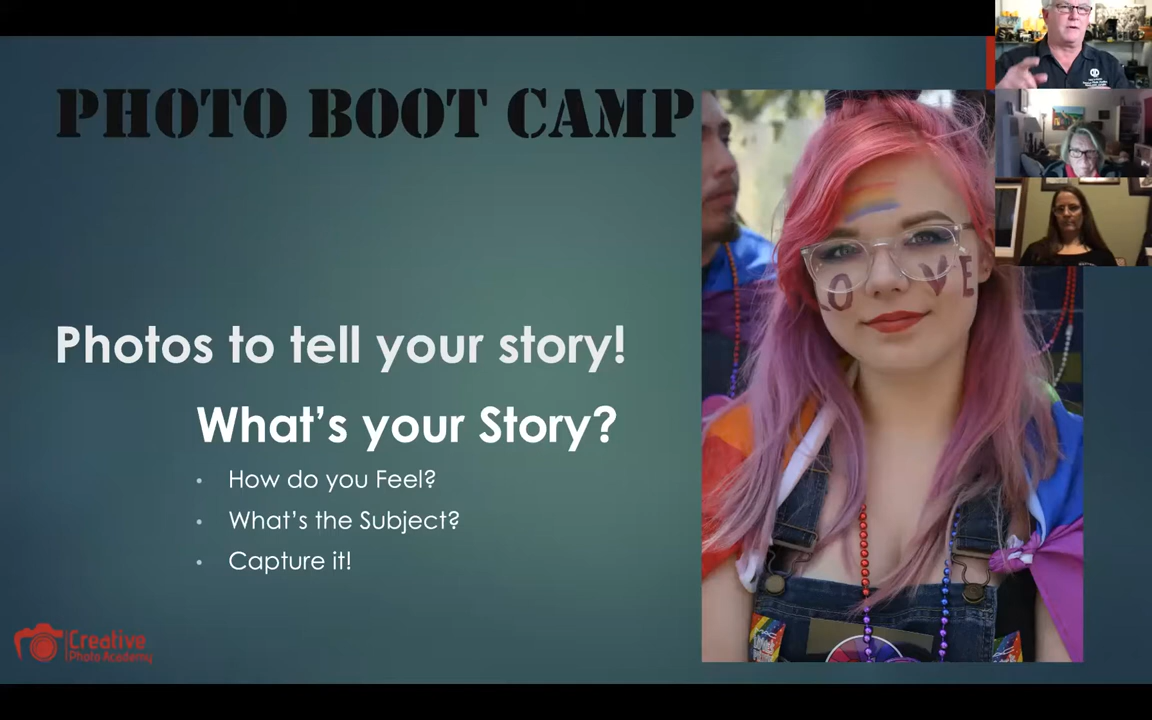 PHOTO BOOT CAMP
Photos to tell your story!
What's your Story?
• How do you Feel?
• What's the Subject?
• Capture it!
LOVE
Creative
Photo Academy